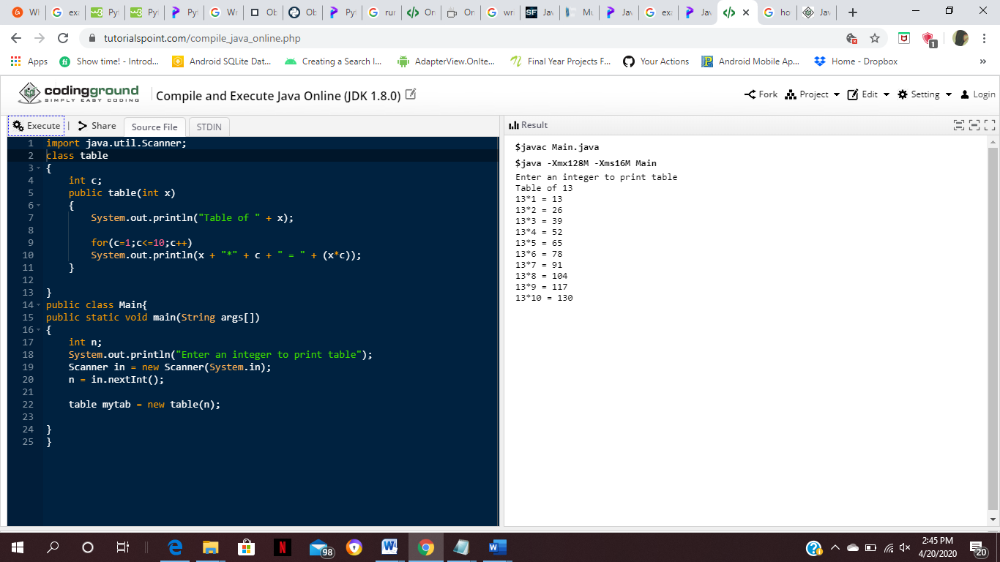 Wi
exa
Pyt
Pyt
Pyt
Wr
Ob
Ob
Pyt
rur
On
On
wr
Jav
Mu
Jav
exa
Jav
ho
Jav
tutorialspoint.com/compile_java_online.php
1
Apps
Show time! - Introd...
Android SQLite Dat...
Creating a Search I...
AdapterView.OnIte...
Final Year Projects F...
Your Actions
Android Mobile Ap...
Home - Dropbox
»
codingground
SIMPLY EASY CODING
Compile and Execute Java Online (JDK 1.8.0)
Fork
Project
Edit
Setting
Login
Execute
|
Share
Source File
STDIN
Result
1 import java.util.Scanner;
2 class table
3 {
4 int c;
5 public table(int x)
6 {
7 System.out.println("Table of " + x);
8
9 for(c=1;c<=10;c++)
10 System.out.println(x + "*" + c + " = " + (x*c));
11 }
12
13 }
14 public class Main{
15 public static void main(String args[])
16 {
17 int n;
18 System.out.println("Enter an integer to print table");
19 Scanner in = new Scanner(System.in);
20 n = in.nextInt();
21
22 table mytab = new table(n);
23
24 }
25 }
$javac Main.java
$java -Xmx128M -Xms16M Main
Enter an integer to print table
Table of 13
13*1 = 13
13*2 = 26
13*3 = 39
13*4 = 52
13*5 = 65
13*6 = 78
13*7 = 91
13*8 = 104
13*9 = 117
13*10 = 130
98
2:45 PM
4/20/2020
20